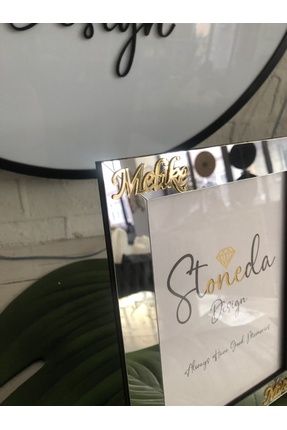 Design
Melike
Stoneda
Design
Always Have Good Memories